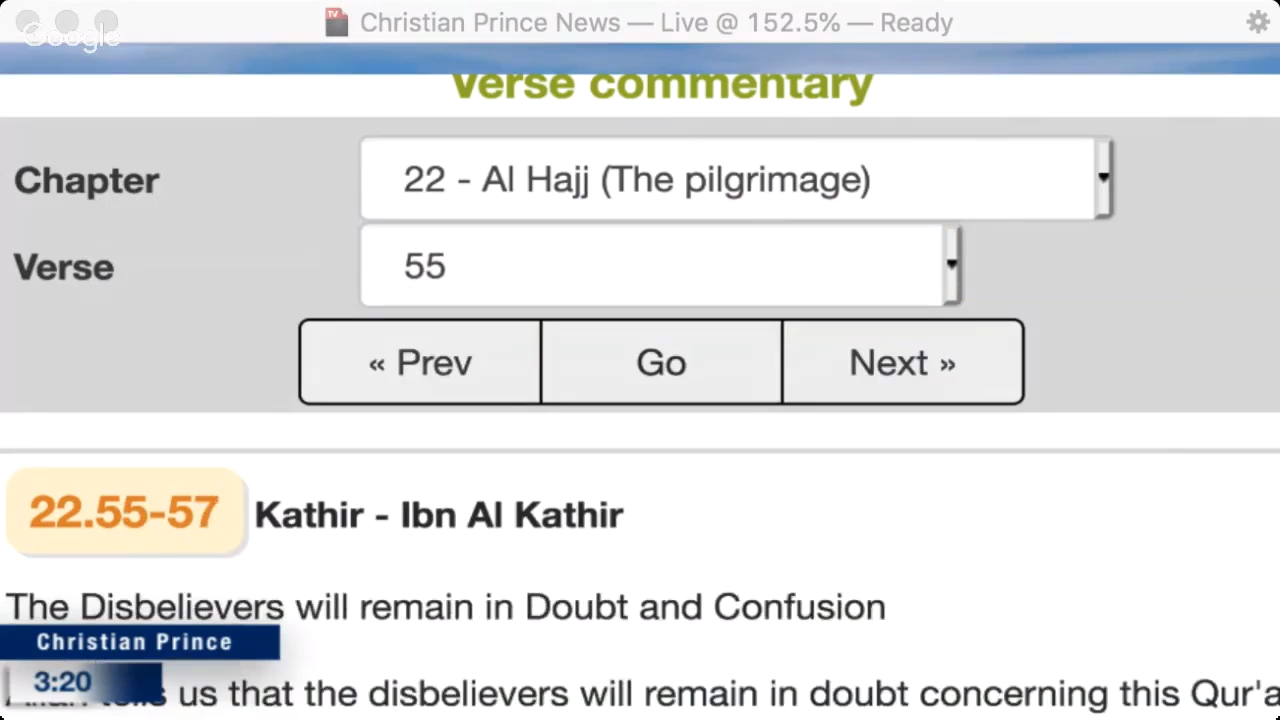 Christian Prince News — Live @ 152.5% — Ready
Google
Verse commentary
Chapter
22 - Al Hajj (The pilgrimage)
Verse
55
« Prev
Go
Next »
22.55-57
Kathir - Ibn Al Kathir
The Disbelievers will remain in Doubt and Confusion
Christian Prince
3:20
us that the disbelievers will remain in doubt concerning this Qur'a